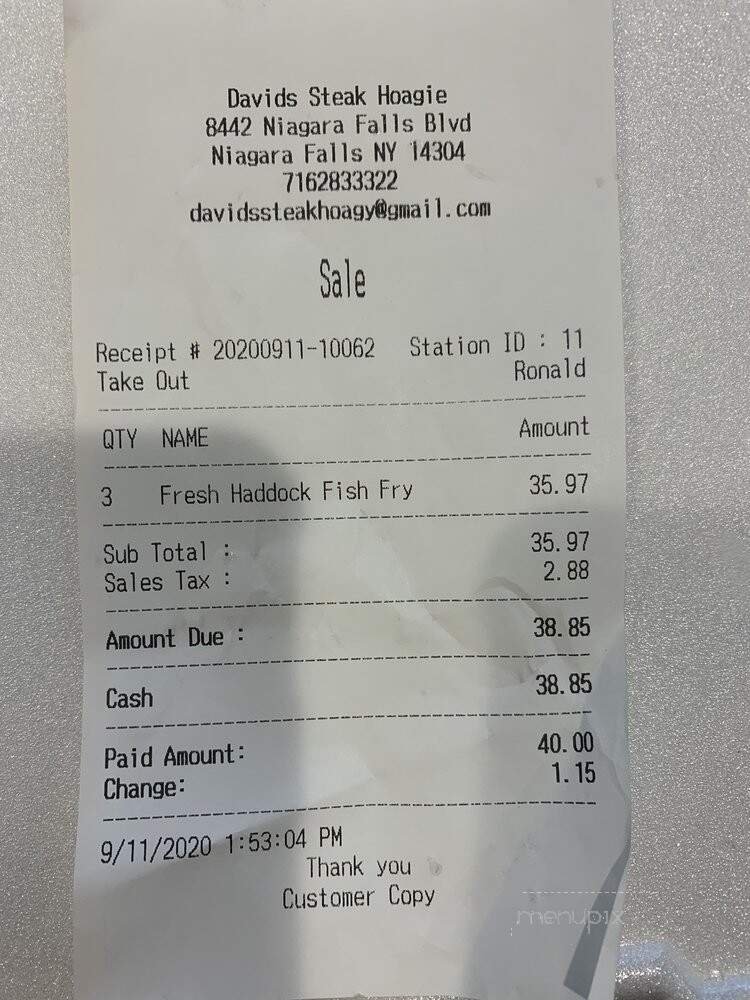 Davids Steak Hoagie
8442 Niagara Falls Blvd
Niagara Falls NY 14304
7162833322
davidssteakhoagy@gmail.com
Sale
Receipt # 20200911-10062 Station ID : 11
Take Out Ronald
QTY NAME Amount
3 Fresh Haddock Fish Fry 35.97
Sub Total : 35.97
Sales Tax : 2.88
Amount Due : 38.85
Cash 38.85
Paid Amount: 40.00
Change: 1.15
9/11/2020 1:53:04 PM
Thank you
Customer Copy
menupix